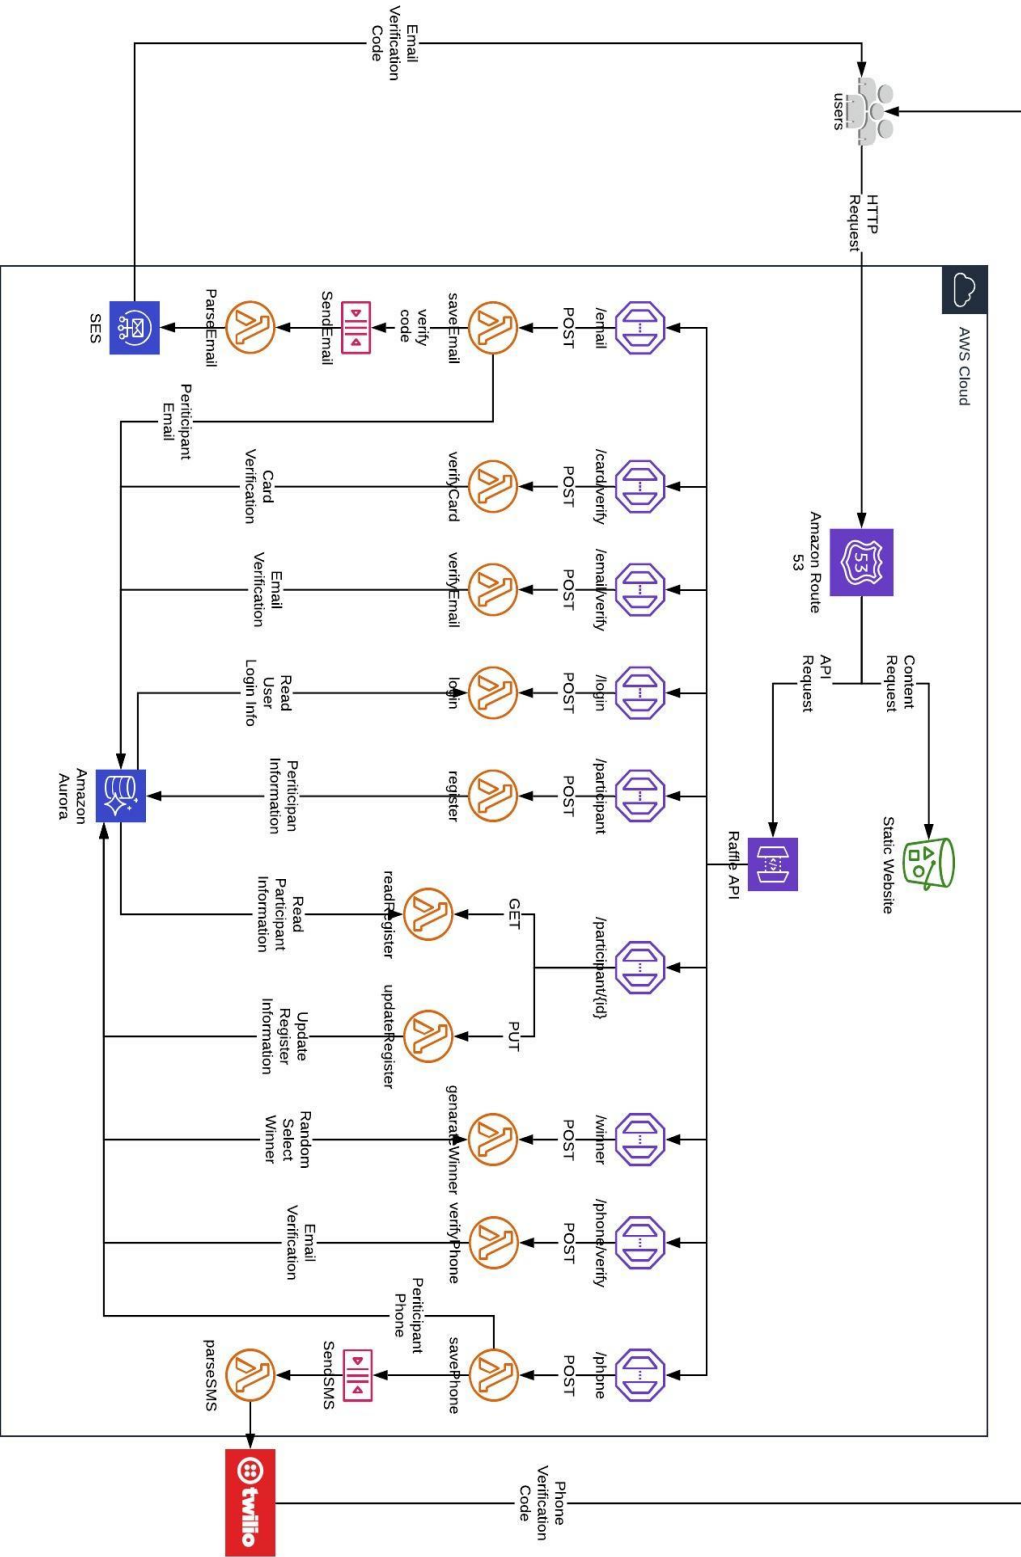 Email
Verification
Code
users
HTTP
Request
AWS Cloud
Amazon Route
53
53
Content
Request
API
Request
Static Website
Raffle API
/email
/card/verify
/email/verify
/login
/participant
/participant/{id}
/winner
/phone/verify
/phone
POST
POST
POST
POST
POST
GET
PUT
POST
POST
POST
saveEmail
verifyCard
verifyEmail
login
register
readRegister
updateRegister
genarateWinner
verifyPhone
savePhone
verify
code
SendEmail
ParseEmail
SES
Periticipant
Email
Card
Verification
Email
Verification
Read
User
Login Info
Periticipan
Information
Read
Participant
Information
Update
Register
Information
Random
Select
Winner
Email
Verification
Periticipant
Phone
SendSMS
parseSMS
Amazon
Aurora
twilio
Phone
Verification
Code